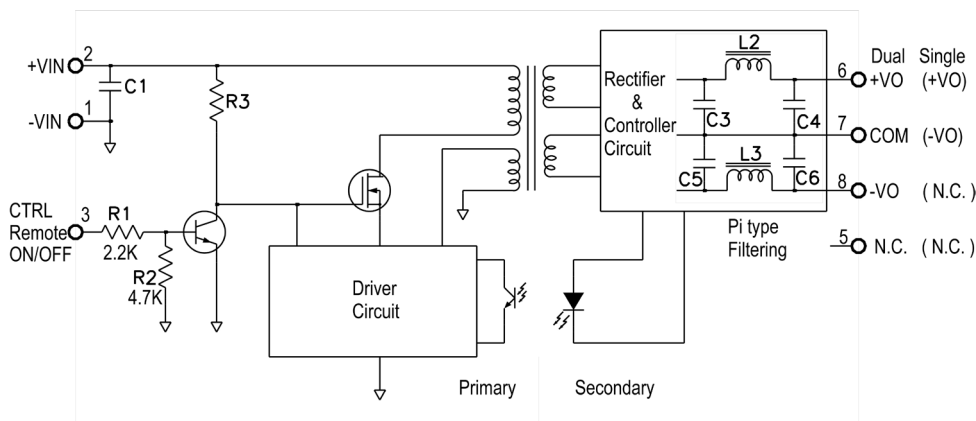 2
+VIN
C1
1
-VIN
R3
CTRL
Remote
ON/OFF
3
R1
2.2K
R2
4.7K
Driver
Circuit
Primary
Secondary
Rectifier
&
Controller
Circuit
L2
C3
C4
C5
L3
C6
Pi type
Filtering
Dual Single
6 +VO (+VO)
7 COM (-VO)
8 -VO ( N.C. )
5 N.C. ( N.C. )